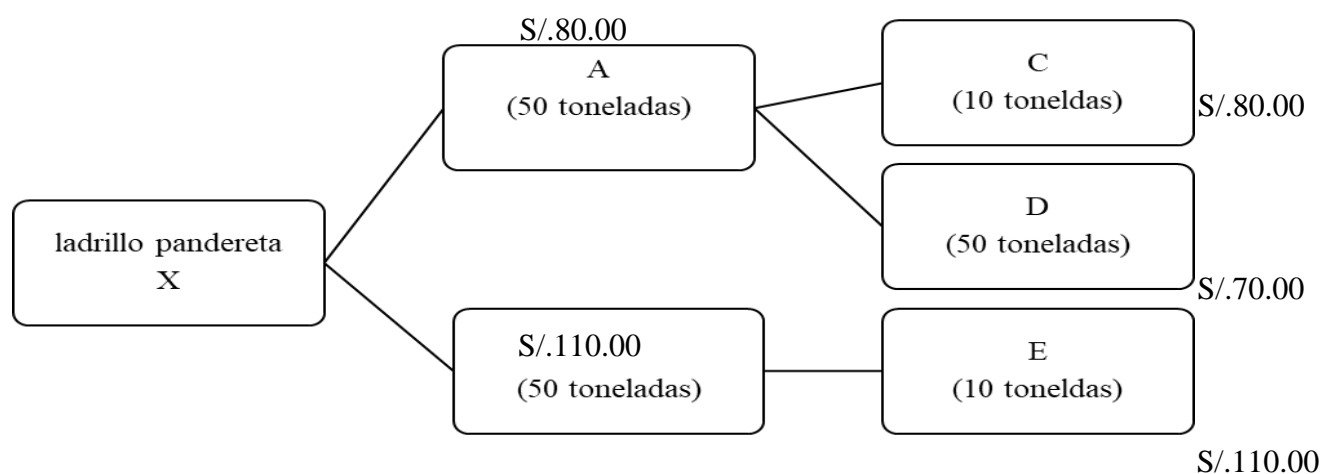 S/.80.00
A
(50 toneladas)
C
(10 toneldas)
S/.80.00
ladrillo pandereta
X
D
(50 toneladas)
S/.70.00
S/.110.00
(50 toneladas)
E
(10 toneldas)
S/.110.00